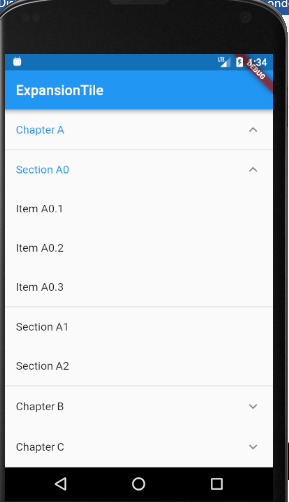 LTE 4:34
DEBUG
ExpansionTile
Chapter A
Section A0
Item A0.1
Item A0.2
Item A0.3
Section A1
Section A2
Chapter B
Chapter C